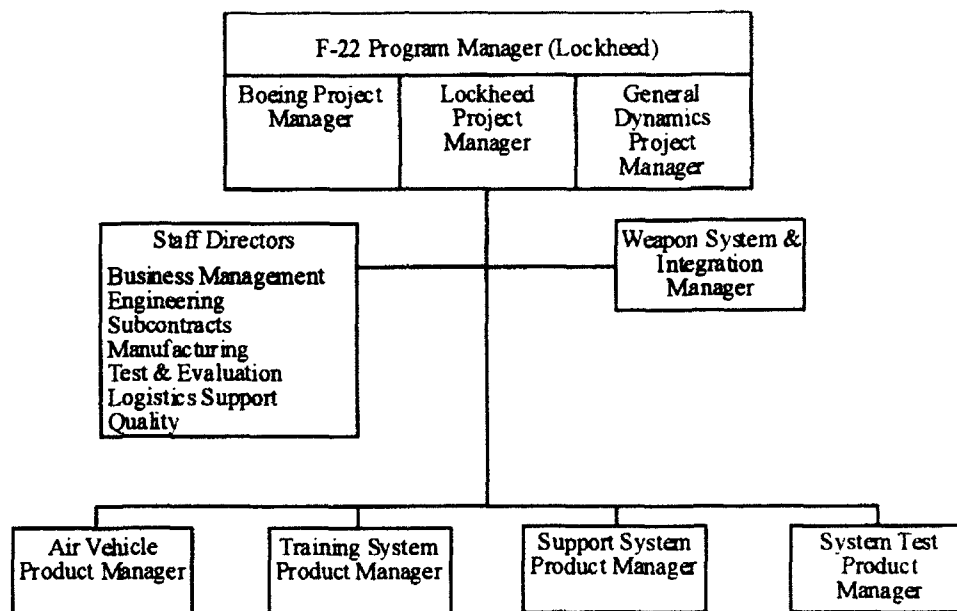 F-22 Program Manager (Lockheed)
Boeing Project
Manager
Lockheed
Project
Manager
General
Dynamics
Project
Manager
Staff Directors
Business Management
Engineering
Subcontracts
Manufacturing
Test & Evaluation
Logistics Support
Quality
Weapon System &
Integration
Manager
Air Vehicle
Product Manager
Training System
Product Manager
Support System
Product Manager
System Test
Product
Manager